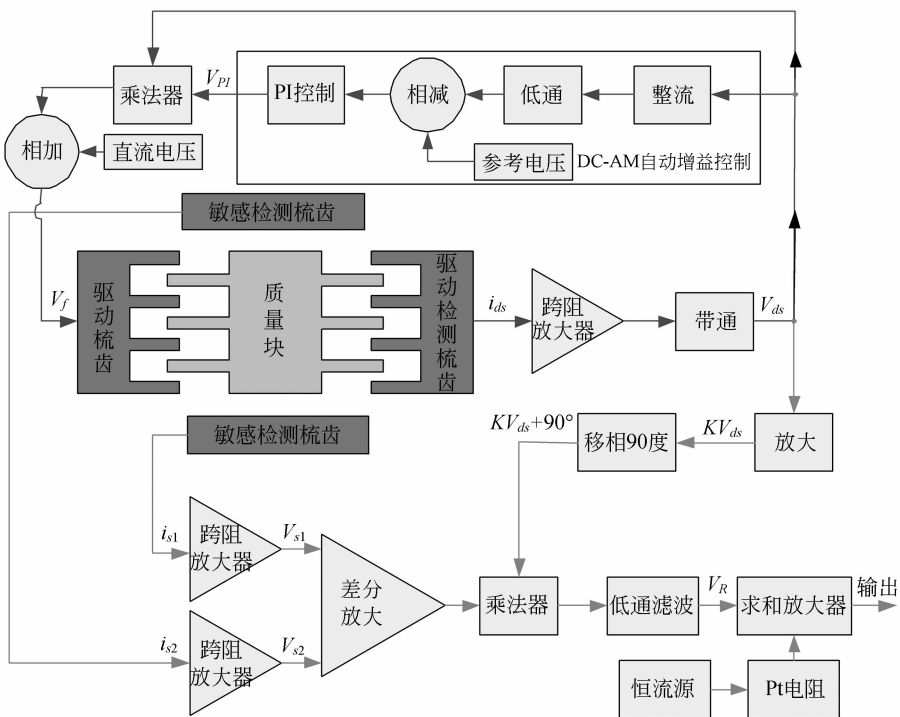 乘法器
V_PI
PI控制
相减
低通
整流
相加
直流电压
参考电压
DC-AM自动增益控制
敏感检测梳齿
V_f
驱动梳齿
质量块
驱动检测梳齿
i_ds
跨阻
放大器
带通
V_ds
敏感检测梳齿
KV_ds+90°
移相90度
KV_ds
放大
i_s1
跨阻
放大器
V_s1
差分
放大
乘法器
低通滤波
V_R
求和放大器
输出
i_s2
跨阻
放大器
V_s2
恒流源
Pt电阻